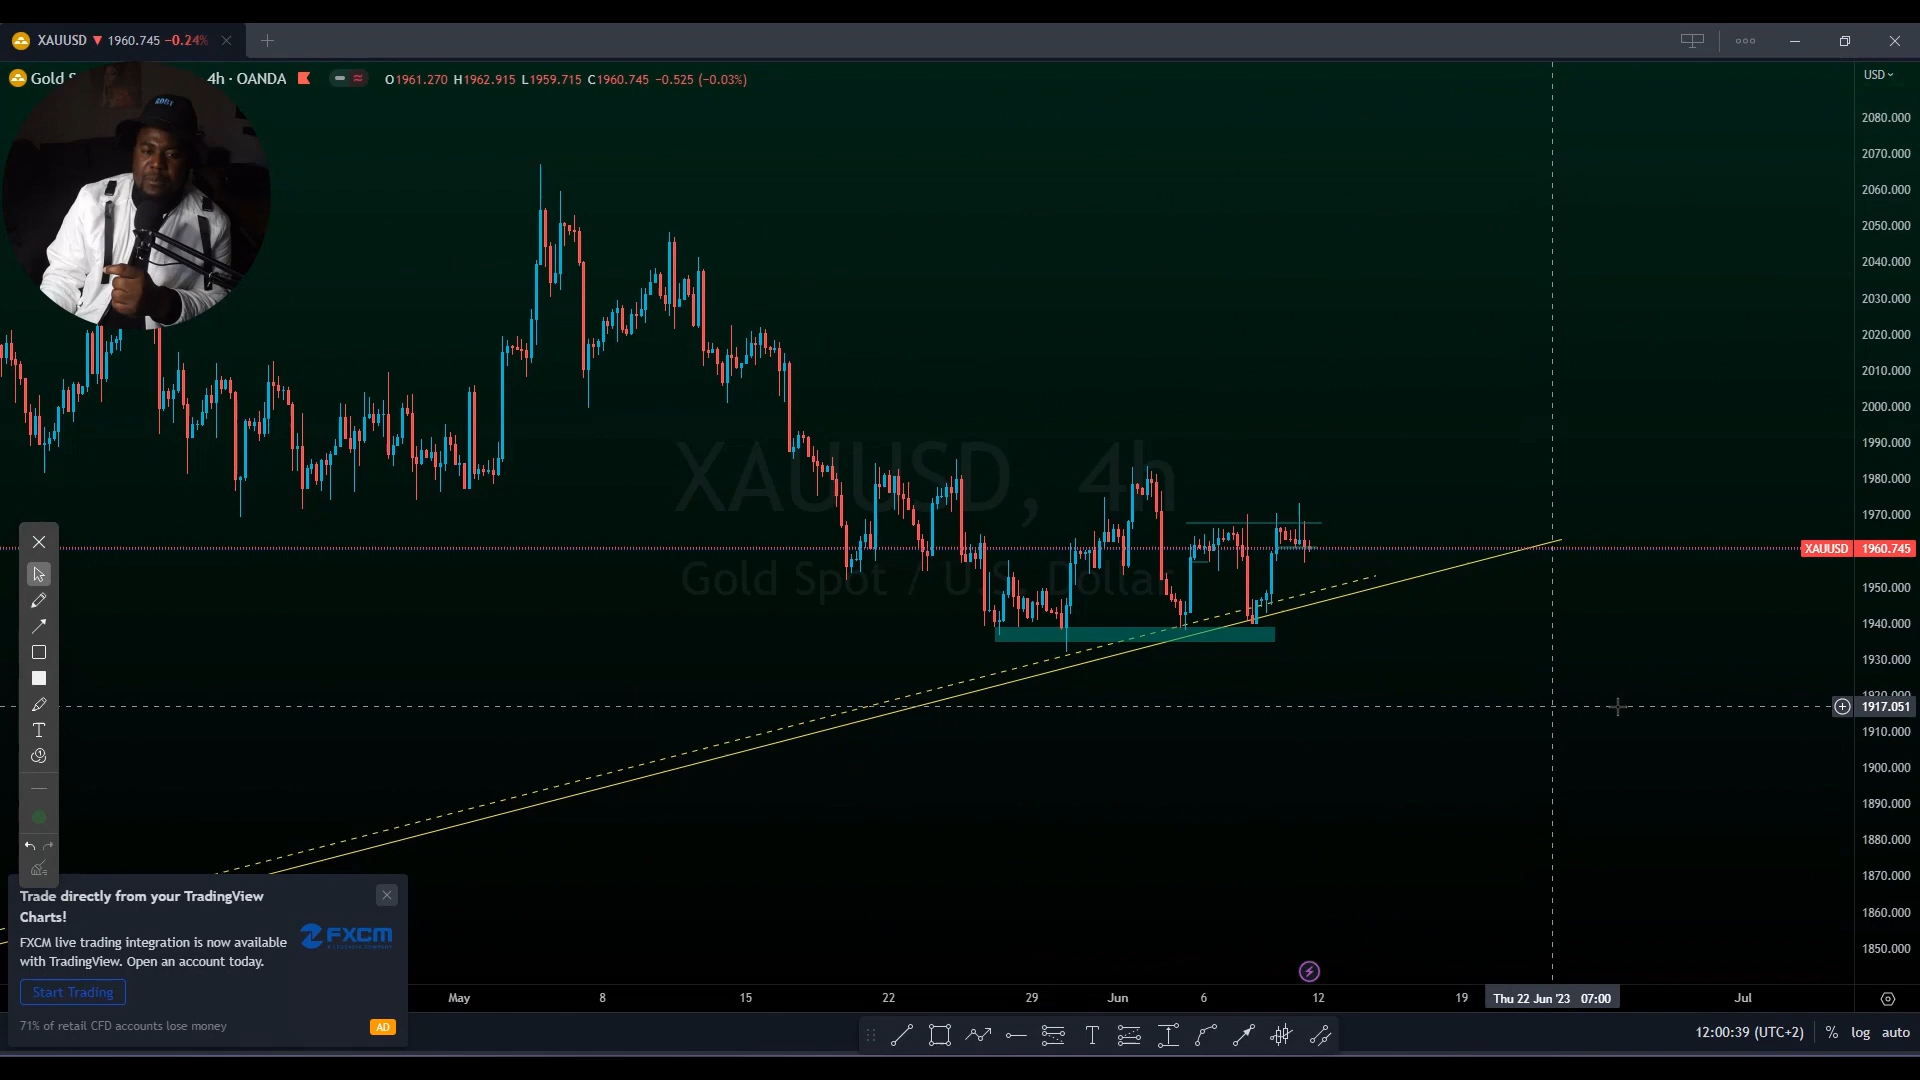 XAUUSD ▼ 1960.745 −0.24%
Gold S 4h · OANDA O1961.270 H1962.915 L1959.715 C1960.745 −0.525 (−0.03%)
USD
2080.000
2070.000
2060.000
2050.000
2040.000
2030.000
2020.000
2010.000
2000.000
1990.000
1980.000
1970.000
XAUUSD 1960.745
1950.000
1940.000
1930.000
1920.000
1917.051
1910.000
1900.000
1890.000
1880.000
1870.000
1860.000
1850.000
XAUUSD, 4h
Gold Spot / U.S. Dollar
Trade directly from your TradingView
Charts!
FXCM live trading integration is now available
with TradingView. Open an account today.
FXCM
Start Trading
71% of retail CFD accounts lose money
AD
May 8 15 22 29 Jun 6 12 19 Thu 22 Jun '23 07:00 Jul
12:00:39 (UTC+2) % log auto